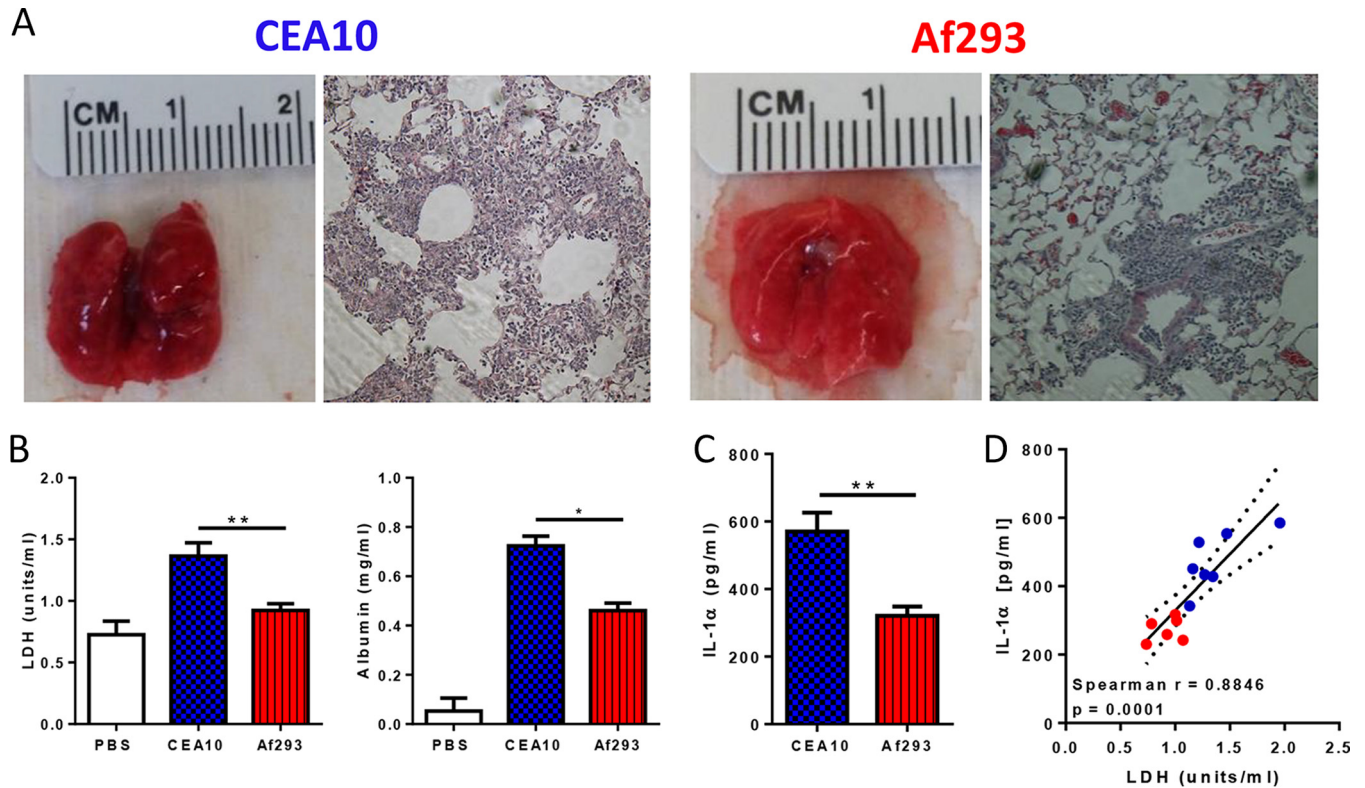 A
CEA10
Af293
CM 1 2
CM 1
B
2.0
1.5
1.0
0.5
0.0
LDH (units/ml)
**
PBS CEA10 Af293
1.0
0.8
0.6
0.4
0.2
0.0
Albumin (mg/ml)
*
PBS CEA10 Af293
C
800
600
400
200
0
IL-1α (pg/ml)
**
CEA10 Af293
D
800
600
400
200
0
IL-1α [pg/ml]
Spearman r = 0.8846
p = 0.0001
0.0 0.5 1.0 1.5 2.0 2.5
LDH (units/ml)